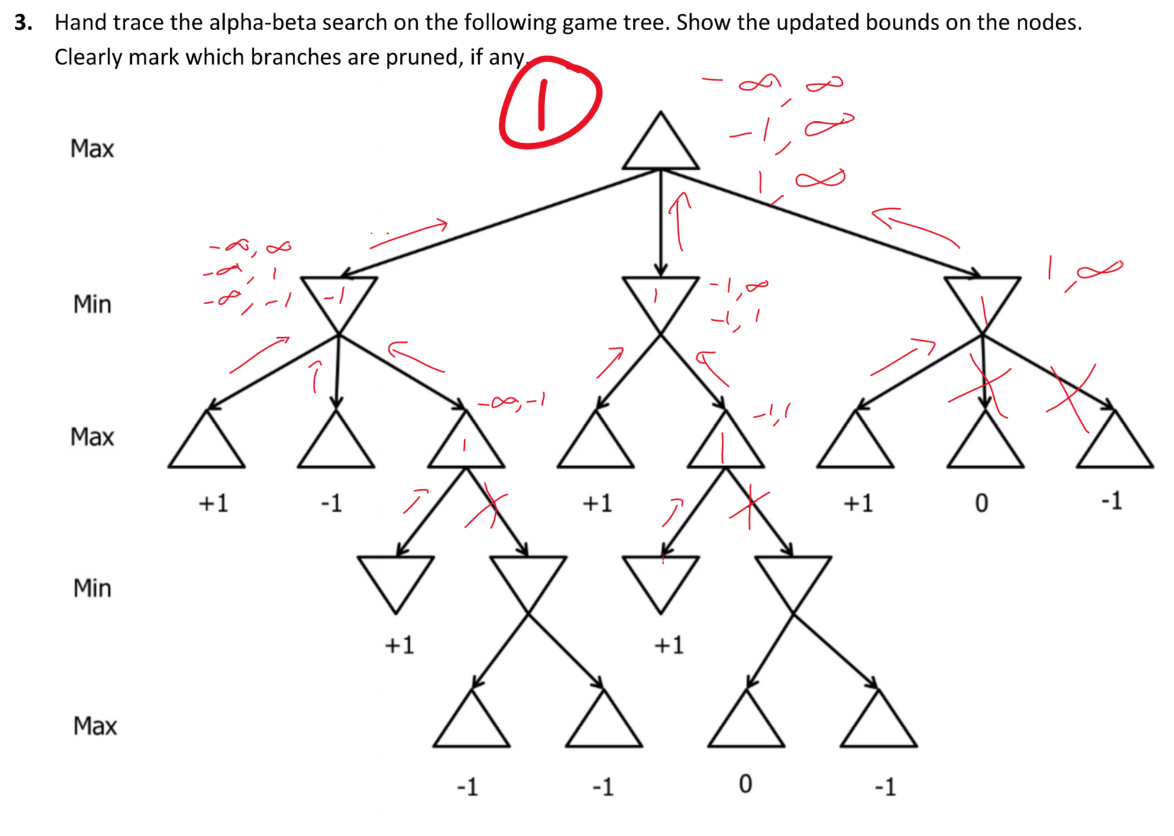 3. Hand trace the alpha-beta search on the following game tree. Show the updated bounds on the nodes.
Clearly mark which branches are pruned, if any.
1
-∞, ∞
-1, ∞
1, ∞
Max
-∞, ∞
-∞, 1
-∞, -1
Min
-1
1
-1, ∞
-1, 1
1
1, ∞
Max
-∞, -1
1
-1, 1
1
+1 -1 +1 +1 0 -1
Min
+1 +1
Max
-1 -1 0 -1